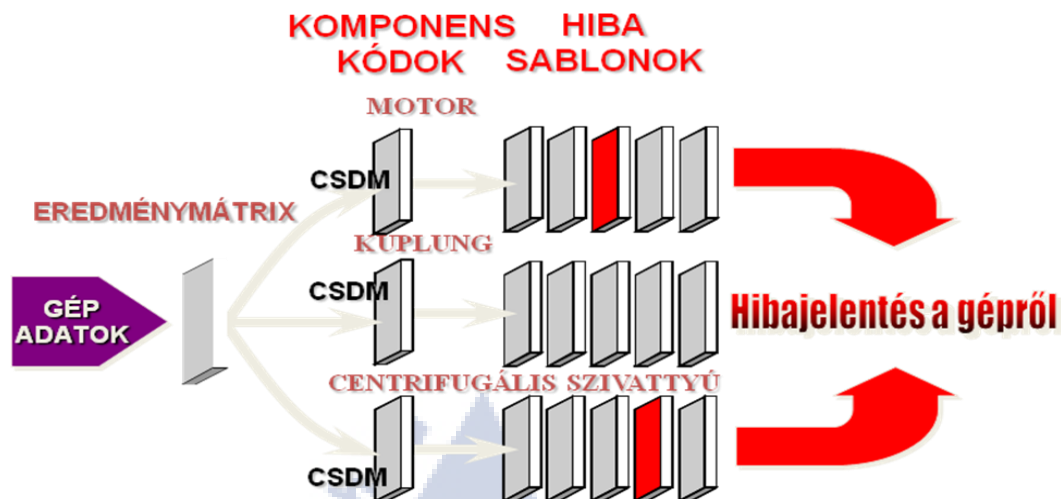 KOMPONENS
KÓDOK
HIBA
SABLONOK
MOTOR
CSDM
EREDMÉNYMÁTRIX
KUPLUNG
CSDM
GÉP
ADATOK
Hibajelentés a gépről
CENTRIFUGÁLIS SZIVATTYÚ
CSDM